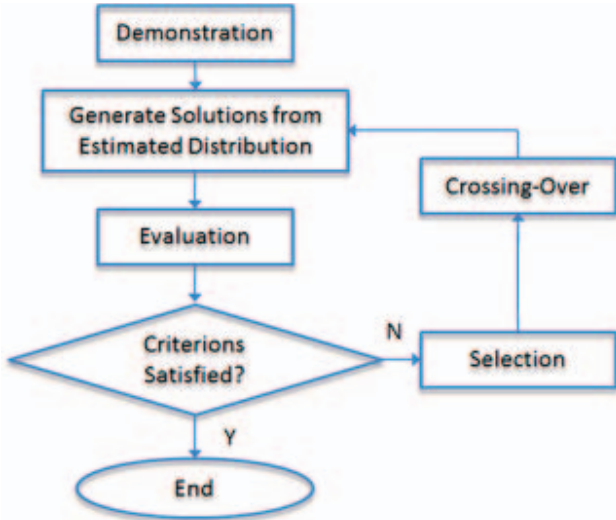 Demonstration
Generate Solutions from
Estimated Distribution
Crossing-Over
Evaluation
Criterions
Satisfied?
N
Selection
Y
End